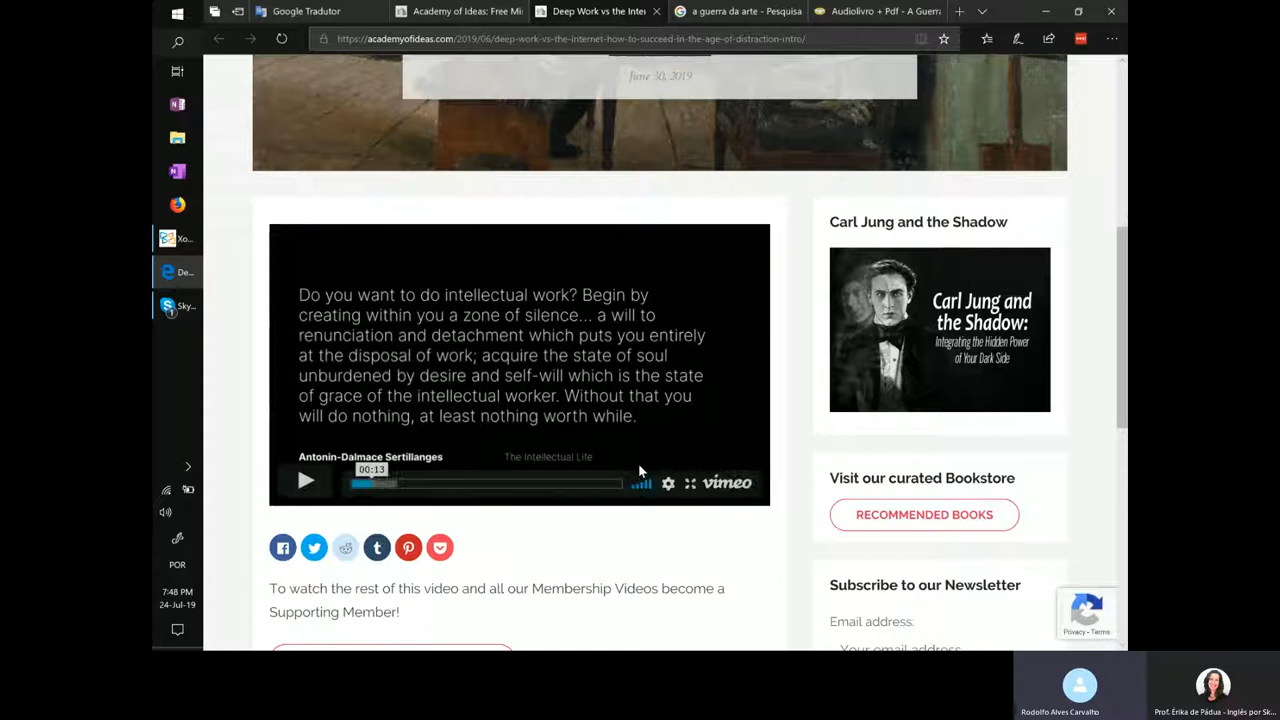 Google Tradutor
Academy of Ideas: Free Mi
Deep Work vs the Inter
a guerra da arte - Pesquisa
Audiolivro + Pdf - A Guerra
https://academyofideas.com/2019/06/deep-work-vs-the-internet-how-to-succeed-in-the-age-of-distraction-intro/
June 30, 2019
Do you want to do intellectual work? Begin by
creating within you a zone of silence... a will to
renunciation and detachment which puts you entirely
at the disposal of work; acquire the state of soul
unburdened by desire and self-will which is the state
of grace of the intellectual worker. Without that you
will do nothing, at least nothing worth while.
Antonin-Dalmace Sertillanges
The Intellectual Life
00:13
vimeo
To watch the rest of this video and all our Membership Videos become a
Supporting Member!
Carl Jung and the Shadow
Carl Jung and
the Shadow:
Integrating the Hidden Power
of Your Dark Side
Visit our curated Bookstore
RECOMMENDED BOOKS
Subscribe to our Newsletter
Email address:
Your email address
Privacy - Terms
Xo...
De...
Sky...
1
POR
7:48 PM
24-Jul-19
Rodolfo Alves Carvalho
Prof. Érika de Pádua - Inglês por Sk...